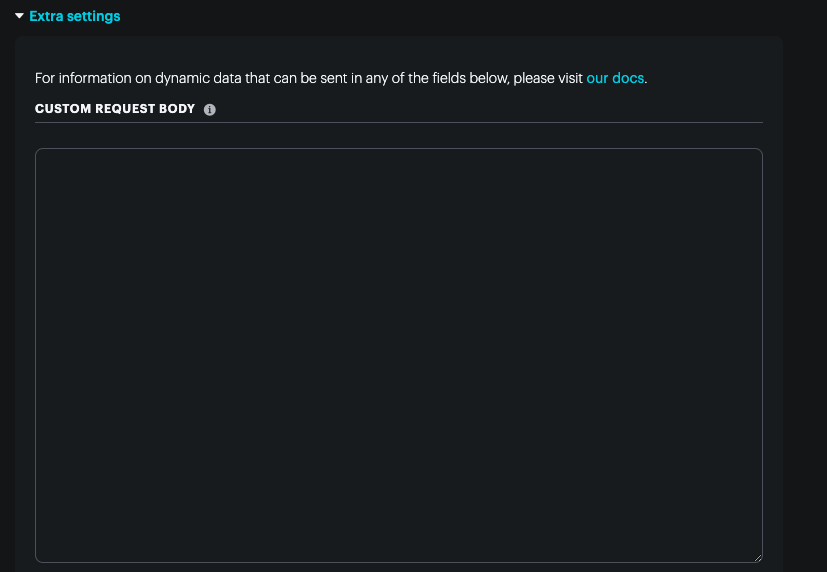 Extra settings
For information on dynamic data that can be sent in any of the fields below, please visit our docs.
CUSTOM REQUEST BODY